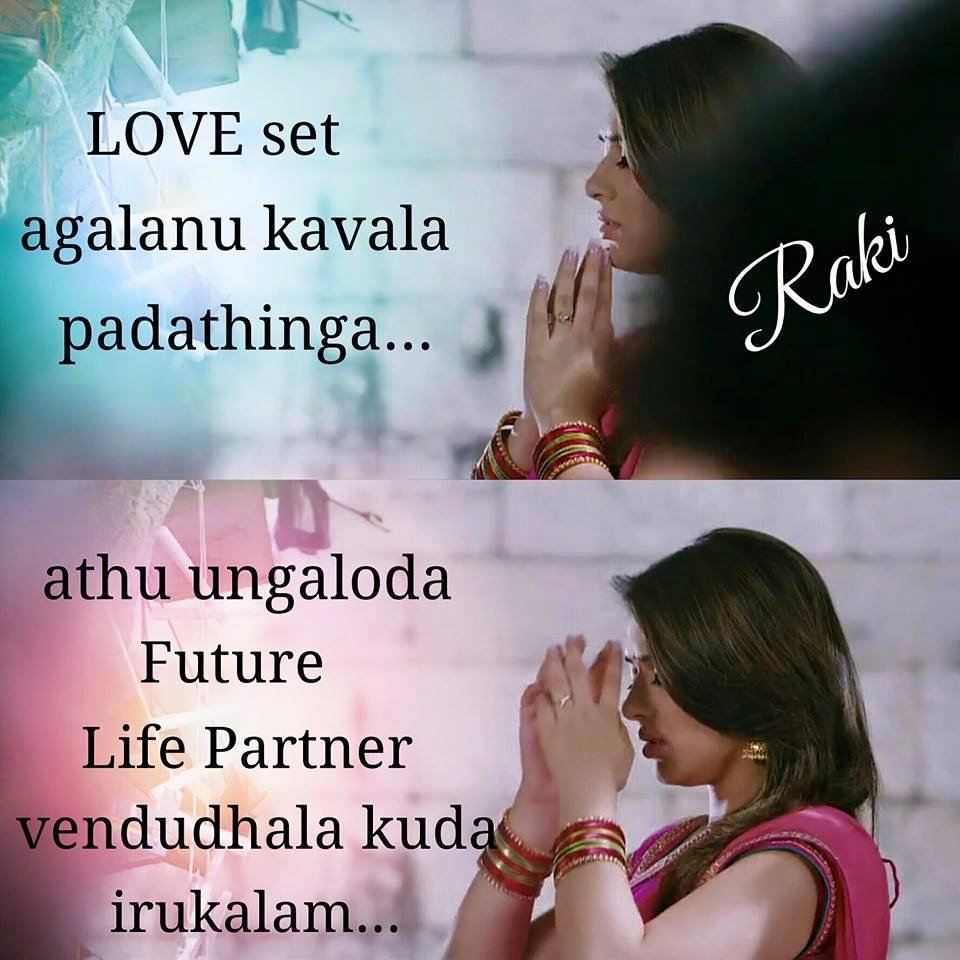 LOVE set
agalanu kavala
padathinga...
Raki
athu ungaloda
Future
Life Partner
vendudhala kuda
irukalam...